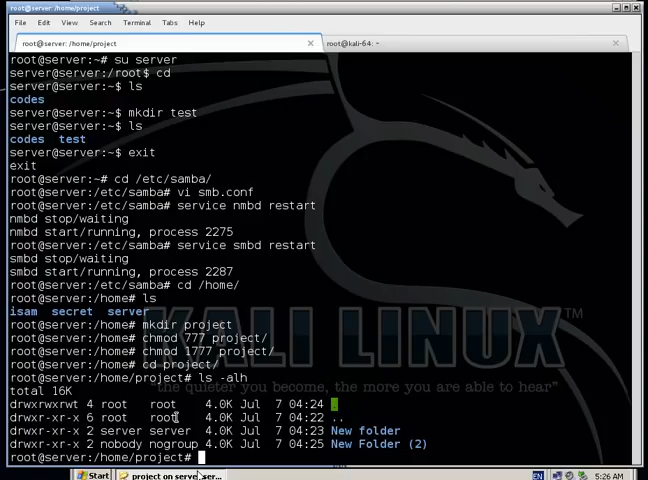 root@server: /home/project
File Edit View Search Terminal Tabs Help
root@server: /home/project
root@kali-64: ~
root@server:~# su server
server@server:/root$ cd
server@server:~$ ls
codes
server@server:~$ mkdir test
server@server:~$ ls
codes test
server@server:~$ exit
exit
root@server:~# cd /etc/samba/
root@server:/etc/samba# vi smb.conf
root@server:/etc/samba# service nmbd restart
nmbd stop/waiting
nmbd start/running, process 2275
root@server:/etc/samba# service smbd restart
smbd stop/waiting
smbd start/running, process 2287
root@server:/etc/samba# cd /home/
root@server:/home# ls
isam secret server
root@server:/home# mkdir project
root@server:/home# chmod 777 project/
root@server:/home# chmod 1777 project/
root@server:/home# cd project/
root@server:/home/project# ls -alh
total 16K
drwxrwxrwt 4 root root 4.0K Jul 7 04:24 .
drwxr-xr-x 6 root root 4.0K Jul 7 04:22 ..
drwxr-xr-x 2 server server 4.0K Jul 7 04:23 New folder
drwxr-xr-x 2 nobody nogroup 4.0K Jul 7 04:25 New Folder (2)
root@server:/home/project#
KALI LINUX ™
"the quieter you become, the more you are able to hear"
Start
project on serve_ser...
EN
5:26 AM